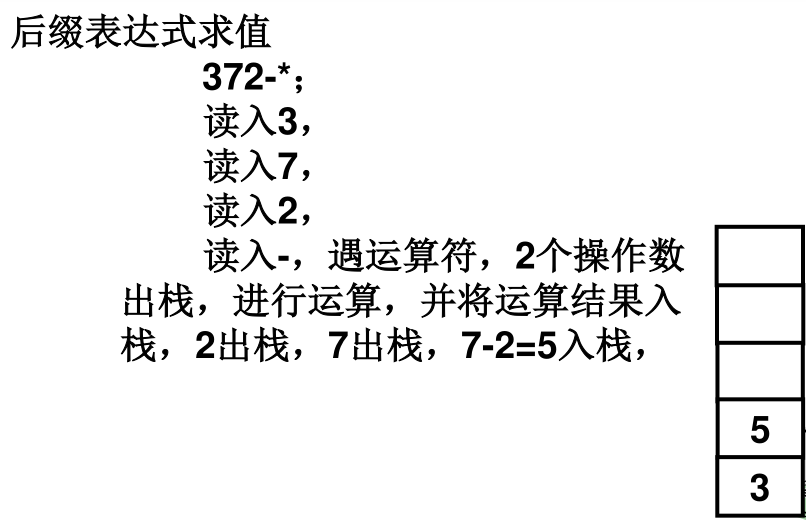 后缀表达式求值
372-*；
读入3，
读入7，
读入2，
读入-，遇运算符，2个操作数
出栈，进行运算，并将运算结果入
栈，2出栈，7出栈，7-2=5入栈，
5
3